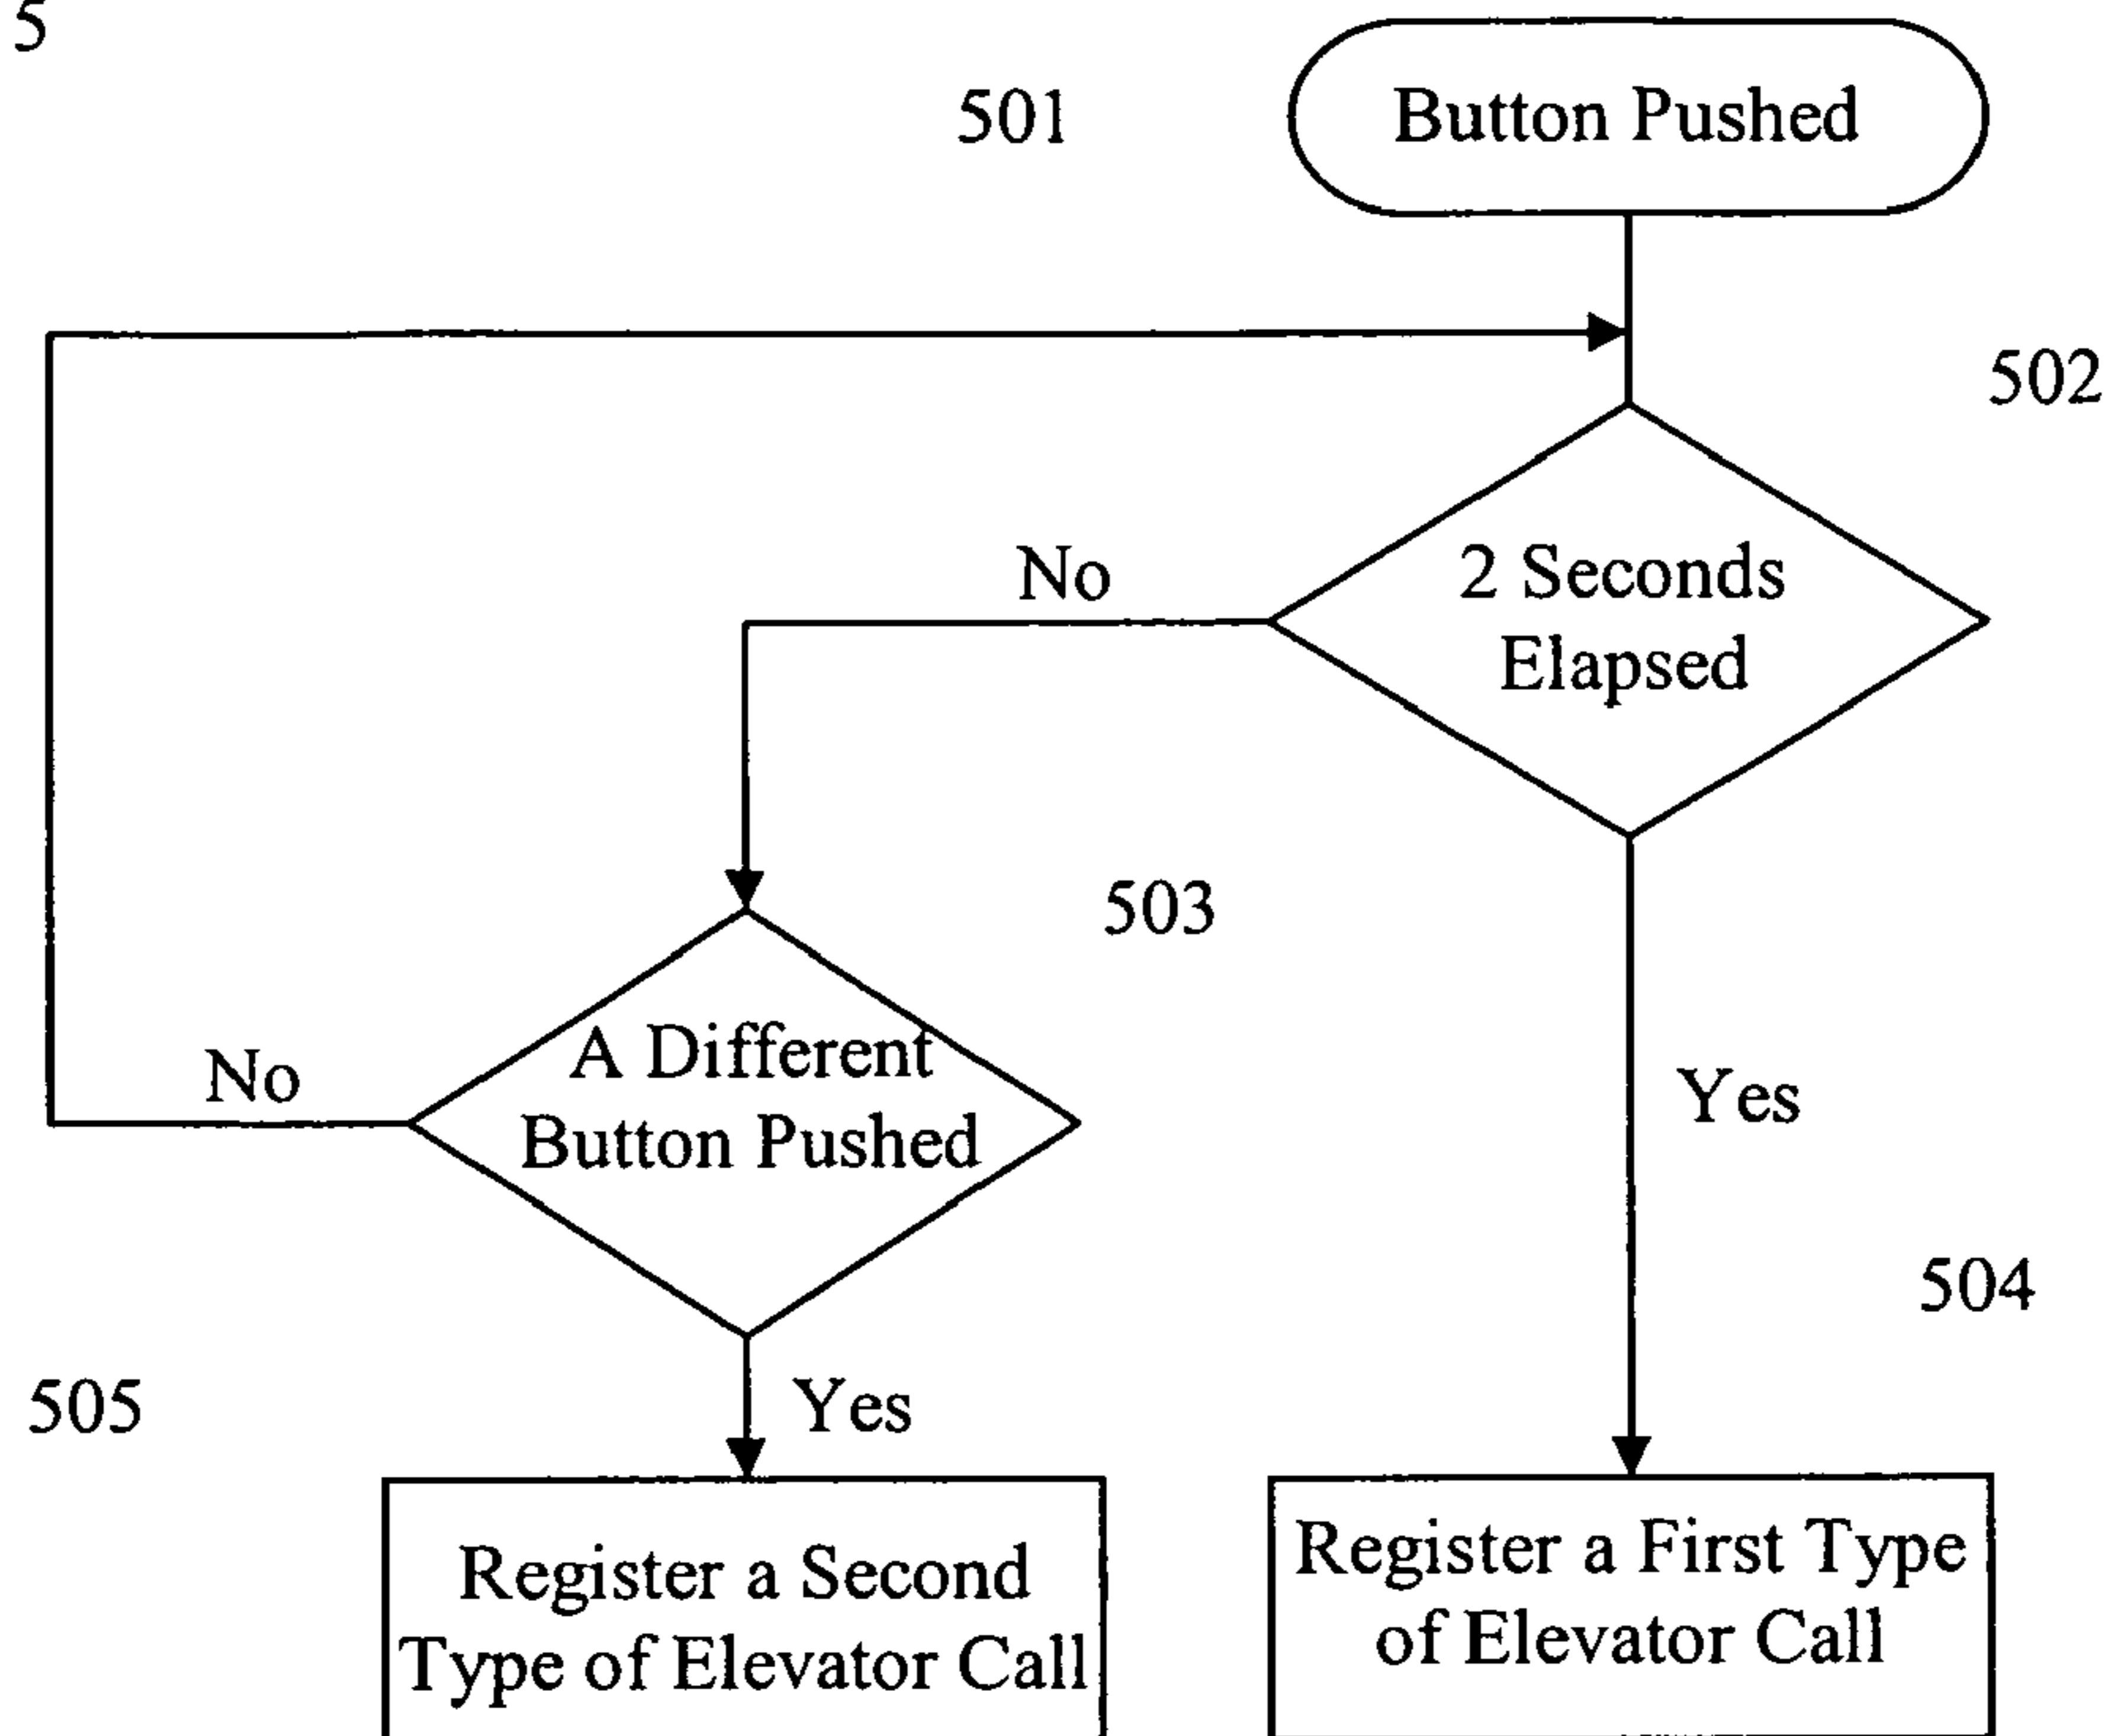 5
501
Button Pushed
502
2 Seconds
Elapsed
No
503
A Different
Button Pushed
No
Yes
504
505
Yes
Register a First Type
of Elevator Call
Register a Second
Type of Elevator Call